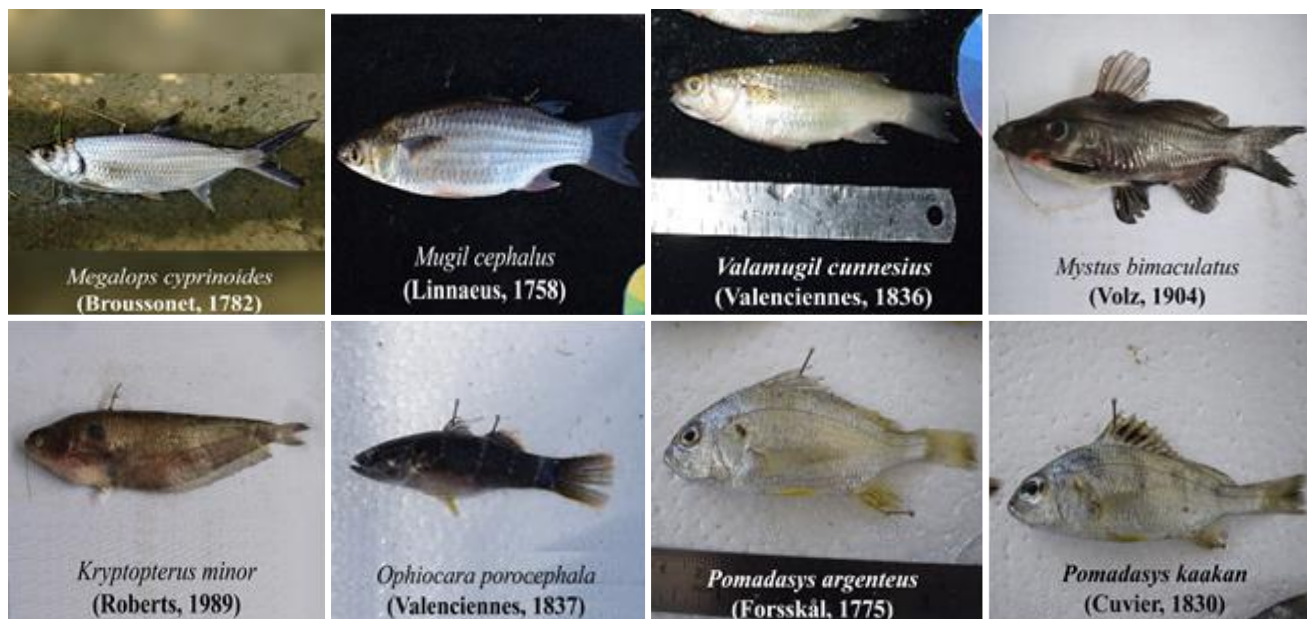 Megalops cyprinoides
(Broussonet, 1782)
Mugil cephalus
(Linnaeus, 1758)
Valamugil cunnesius
(Valenciennes, 1836)
Mystus bimaculatus
(Volz, 1904)
Kryptopterus minor
(Roberts, 1989)
Ophiocara porocephala
(Valenciennes, 1837)
Pomadasys argenteus
(Forsskål, 1775)
Pomadasys kaakan
(Cuvier, 1830)